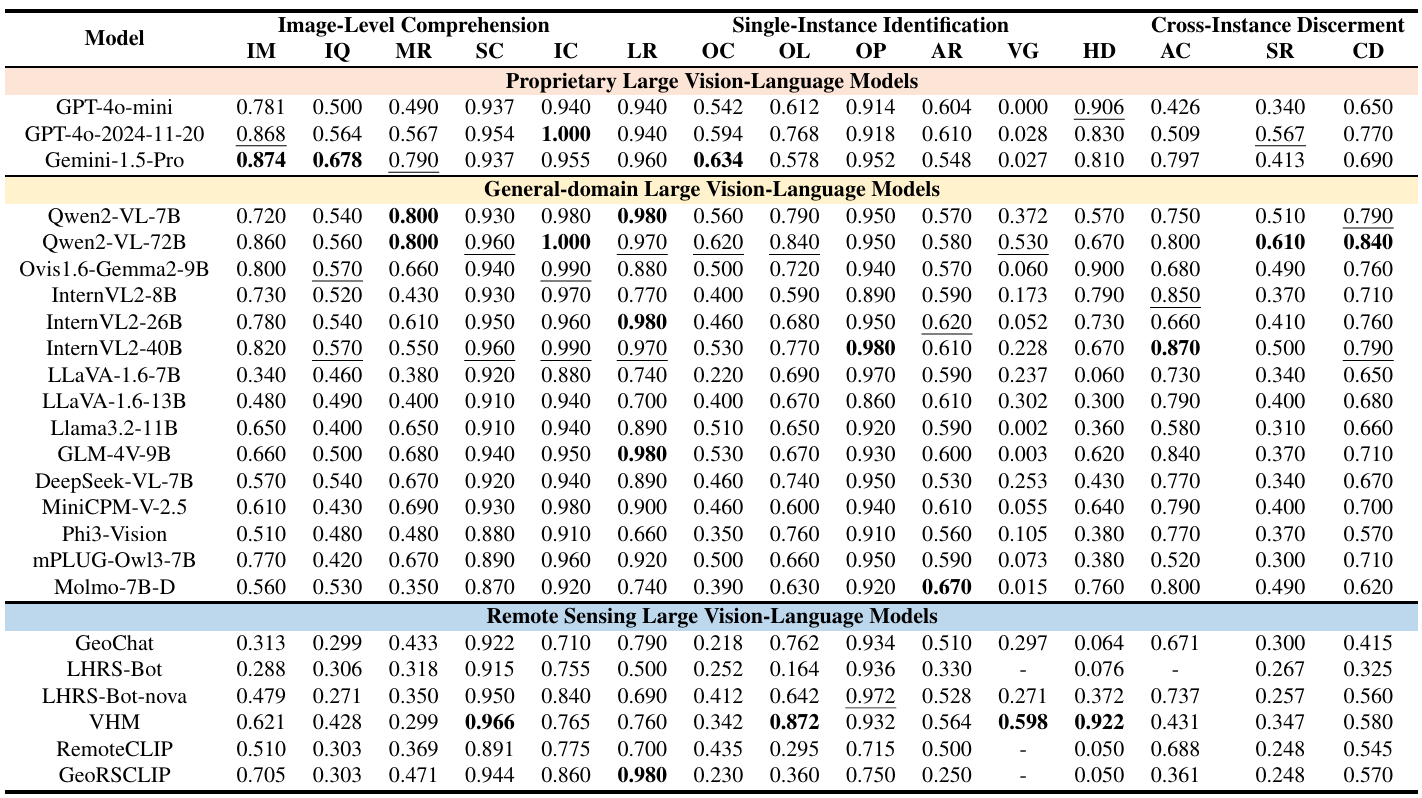 Model Image-Level Comprehension Single-Instance Identification Cross-Instance Discerment
IM IQ MR SC IC LR OC OL OP AR VG HD AC SR CD
Proprietary Large Vision-Language Models
GPT-4o-mini 0.781 0.500 0.490 0.937 0.940 0.940 0.542 0.612 0.914 0.604 0.000 0.906 0.426 0.340 0.650
GPT-4o-2024-11-20 0.868 0.564 0.567 0.954 1.000 0.940 0.594 0.768 0.918 0.610 0.028 0.830 0.509 0.567 0.770
Gemini-1.5-Pro 0.874 0.678 0.790 0.937 0.955 0.960 0.634 0.578 0.952 0.548 0.027 0.810 0.797 0.413 0.690
General-domain Large Vision-Language Models
Qwen2-VL-7B 0.720 0.540 0.800 0.930 0.980 0.980 0.560 0.790 0.950 0.570 0.372 0.570 0.750 0.510 0.790
Qwen2-VL-72B 0.860 0.560 0.800 0.960 1.000 0.970 0.620 0.840 0.950 0.580 0.530 0.670 0.800 0.610 0.840
Ovis1.6-Gemma2-9B 0.800 0.570 0.660 0.940 0.990 0.880 0.500 0.720 0.940 0.570 0.060 0.900 0.680 0.490 0.760
InternVL2-8B 0.730 0.520 0.430 0.930 0.970 0.770 0.400 0.590 0.890 0.590 0.173 0.790 0.850 0.370 0.710
InternVL2-26B 0.780 0.540 0.610 0.950 0.960 0.980 0.460 0.680 0.950 0.620 0.052 0.730 0.660 0.410 0.760
InternVL2-40B 0.820 0.570 0.550 0.960 0.990 0.970 0.530 0.770 0.980 0.610 0.228 0.670 0.870 0.500 0.790
LLaVA-1.6-7B 0.340 0.460 0.380 0.920 0.880 0.740 0.220 0.690 0.970 0.590 0.237 0.060 0.730 0.340 0.650
LLaVA-1.6-13B 0.480 0.490 0.400 0.910 0.940 0.700 0.400 0.670 0.860 0.610 0.302 0.300 0.790 0.400 0.680
Llama3.2-11B 0.650 0.400 0.650 0.910 0.940 0.890 0.510 0.650 0.920 0.590 0.002 0.360 0.580 0.310 0.660
GLM-4V-9B 0.660 0.500 0.680 0.940 0.950 0.980 0.530 0.670 0.930 0.600 0.003 0.620 0.840 0.370 0.710
DeepSeek-VL-7B 0.570 0.540 0.670 0.920 0.940 0.890 0.460 0.740 0.950 0.530 0.253 0.430 0.770 0.340 0.670
MiniCPM-V-2.5 0.610 0.430 0.690 0.930 0.980 0.900 0.460 0.600 0.940 0.610 0.055 0.640 0.790 0.400 0.700
Phi3-Vision 0.510 0.480 0.480 0.880 0.910 0.660 0.350 0.760 0.910 0.560 0.105 0.380 0.770 0.370 0.570
mPLUG-Owl3-7B 0.770 0.420 0.670 0.890 0.960 0.920 0.500 0.660 0.950 0.590 0.073 0.380 0.520 0.300 0.710
Molmo-7B-D 0.560 0.530 0.350 0.870 0.920 0.740 0.390 0.630 0.920 0.670 0.015 0.760 0.800 0.490 0.620
Remote Sensing Large Vision-Language Models
GeoChat 0.313 0.299 0.433 0.922 0.710 0.790 0.218 0.762 0.934 0.510 0.297 0.064 0.671 0.300 0.415
LHRS-Bot 0.288 0.306 0.318 0.915 0.755 0.500 0.252 0.164 0.936 0.330 - 0.076 - 0.267 0.325
LHRS-Bot-nova 0.479 0.271 0.350 0.950 0.840 0.690 0.412 0.642 0.972 0.528 0.271 0.372 0.737 0.257 0.560
VHM 0.621 0.428 0.299 0.966 0.765 0.760 0.342 0.872 0.932 0.564 0.598 0.922 0.431 0.347 0.580
RemoteCLIP 0.510 0.303 0.369 0.891 0.775 0.700 0.435 0.295 0.715 0.500 - 0.050 0.688 0.248 0.545
GeoRSCLIP 0.705 0.303 0.471 0.944 0.860 0.980 0.230 0.360 0.750 0.250 - 0.050 0.361 0.248 0.570